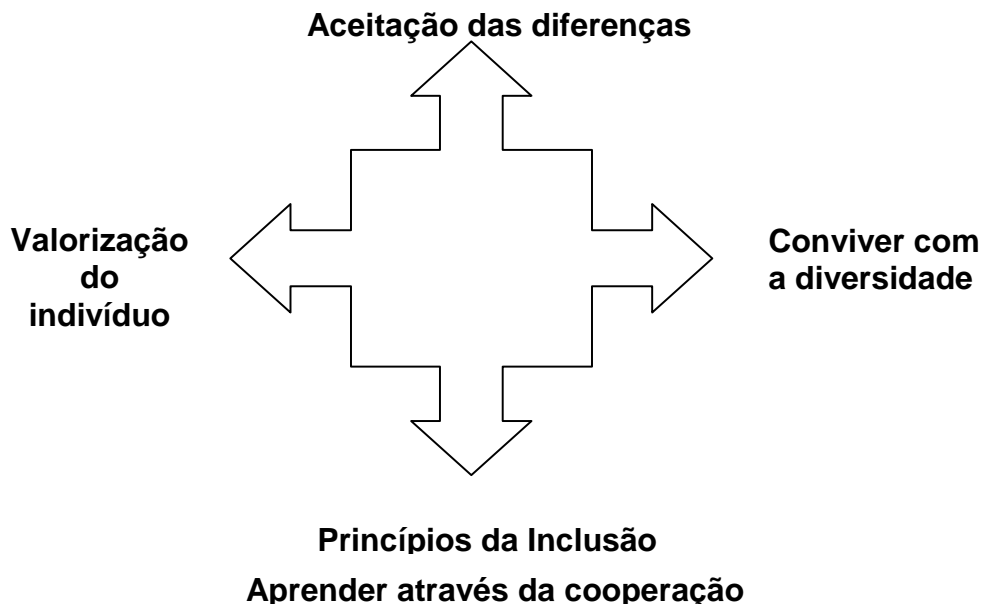 Aceitação das diferenças
Valorização
do
indivíduo
Conviver com
a diversidade
Princípios da Inclusão
Aprender através da cooperação